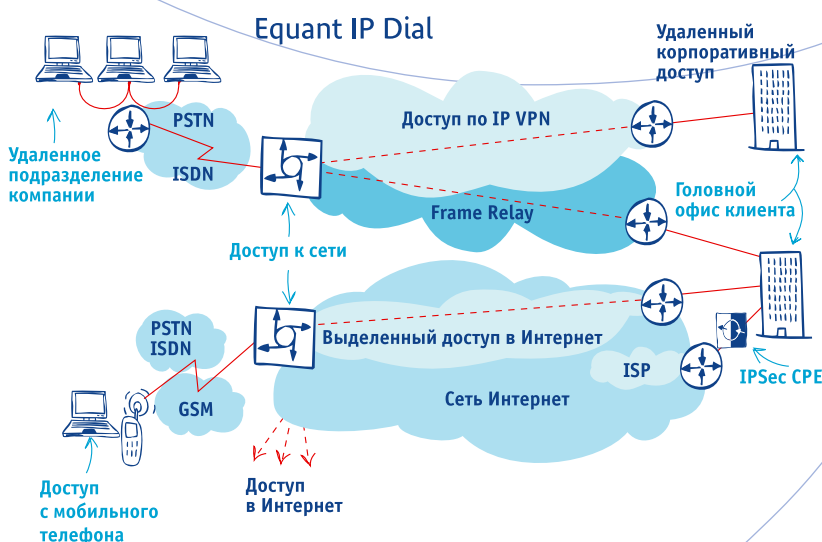 Equant IP Dial
Удаленный
корпоративный
доступ
PSTN
ISDN
Доступ по IP VPN
Удаленное
подразделение
компании
Frame Relay
Головной
офис клиента
Доступ к сети
PSTN
ISDN
GSM
Выделенный доступ в Интернет
ISP
IPSec CPE
Сеть Интернет
Доступ
с мобильного
телефона
Доступ
в Интернет